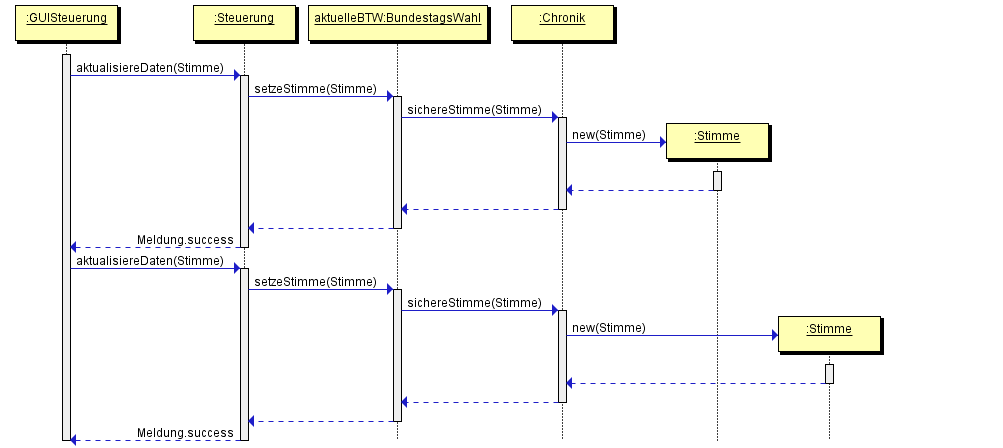 :GUISteuerung
:Steuerung
aktuelleBTW:BundestagsWahl
:Chronik
aktualisiereDaten(Stimme)
setzeStimme(Stimme)
sichereStimme(Stimme)
new(Stimme)
:Stimme
Meldung.success
aktualisiereDaten(Stimme)
setzeStimme(Stimme)
sichereStimme(Stimme)
new(Stimme)
:Stimme
Meldung.success